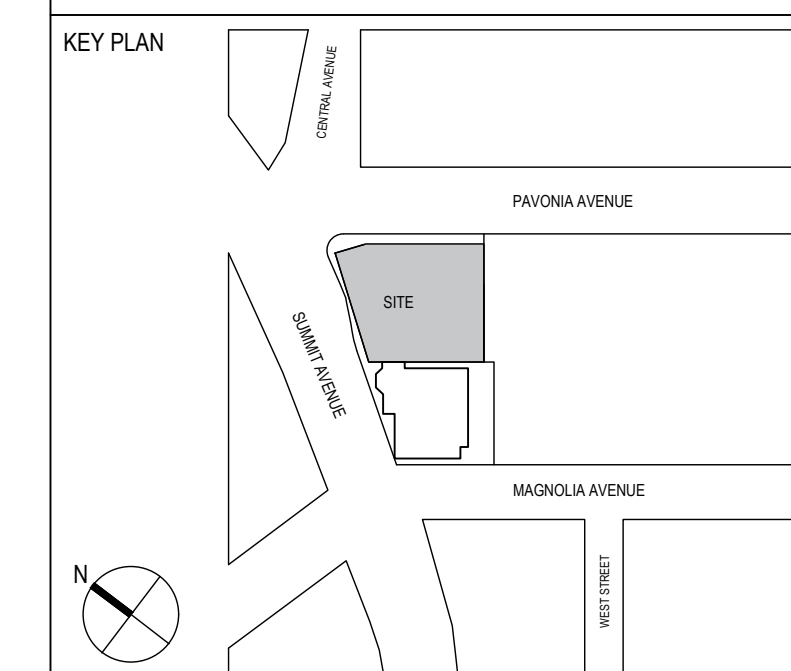 KEY PLAN
CENTRAL AVENUE
PAVONIA AVENUE
SITE
SUMMIT AVENUE
MAGNOLIA AVENUE
WEST STREET
N